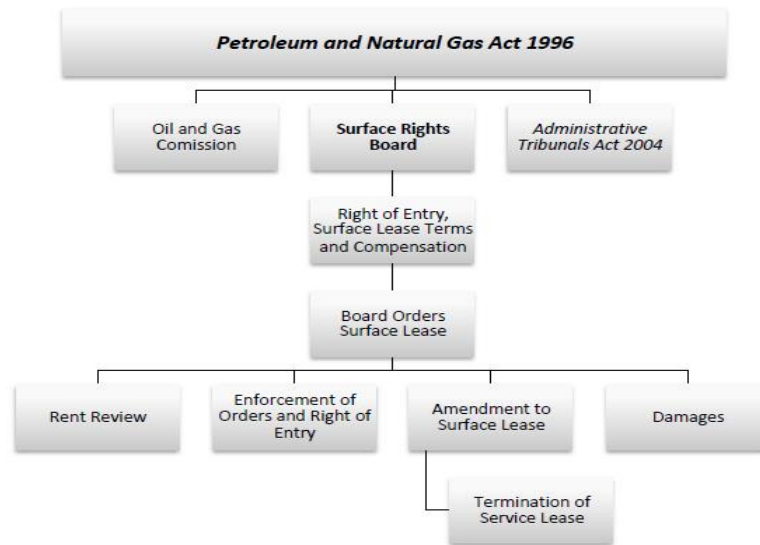 Petroleum and Natural Gas Act 1996
Oil and Gas
Comission
Surface Rights
Board
Administrative
Tribunals Act 2004
Right of Entry,
Surface Lease Terms
and Compensation
Board Orders
Surface Lease
Rent Review
Enforcement of
Orders and Right of
Entry
Amendment to
Surface Lease
Damages
Termination of
Service Lease